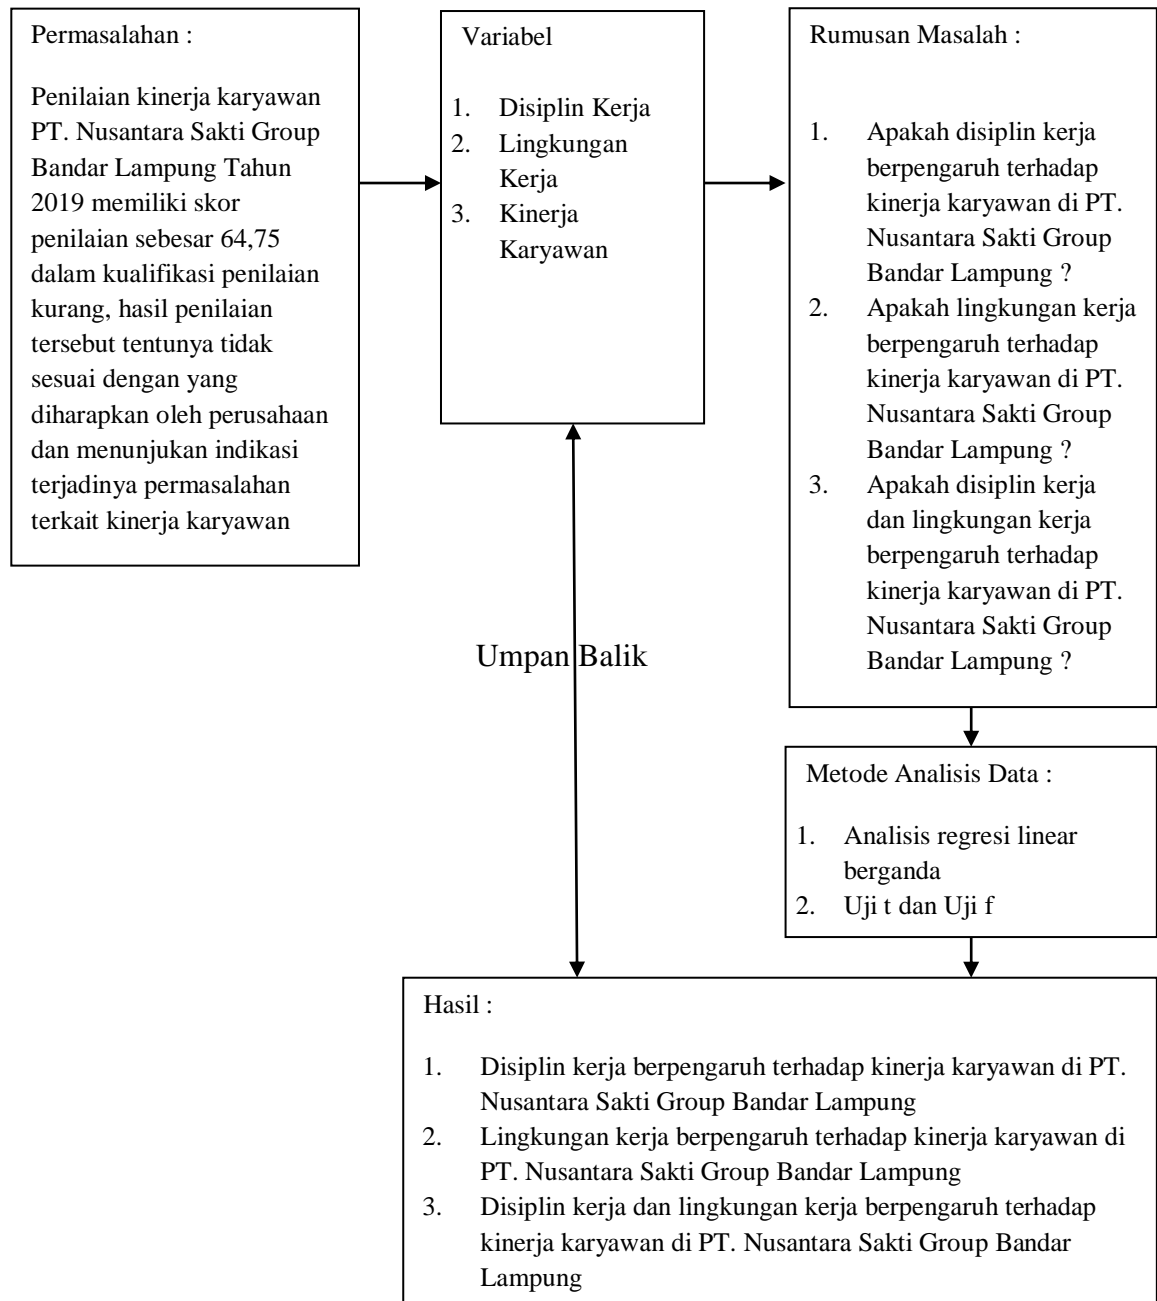 Permasalahan :
Penilaian kinerja karyawan
PT. Nusantara Sakti Group
Bandar Lampung Tahun
2019 memiliki skor
penilaian sebesar 64,75
dalam kualifikasi penilaian
kurang, hasil penilaian
tersebut tentunya tidak
sesuai dengan yang
diharapkan oleh perusahaan
dan menunjukan indikasi
terjadinya permasalahan
terkait kinerja karyawan
Variabel
1. Disiplin Kerja
2. Lingkungan
Kerja
3. Kinerja
Karyawan
Rumusan Masalah :
1. Apakah disiplin kerja
berpengaruh terhadap
kinerja karyawan di PT.
Nusantara Sakti Group
Bandar Lampung ?
2. Apakah lingkungan kerja
berpengaruh terhadap
kinerja karyawan di PT.
Nusantara Sakti Group
Bandar Lampung ?
3. Apakah disiplin kerja
dan lingkungan kerja
berpengaruh terhadap
kinerja karyawan di PT.
Nusantara Sakti Group
Bandar Lampung ?
Umpan Balik
Metode Analisis Data :
1. Analisis regresi linear
berganda
2. Uji t dan Uji f
Hasil :
1. Disiplin kerja berpengaruh terhadap kinerja karyawan di PT.
Nusantara Sakti Group Bandar Lampung
2. Lingkungan kerja berpengaruh terhadap kinerja karyawan di
PT. Nusantara Sakti Group Bandar Lampung
3. Disiplin kerja dan lingkungan kerja berpengaruh terhadap
kinerja karyawan di PT. Nusantara Sakti Group Bandar
Lampung